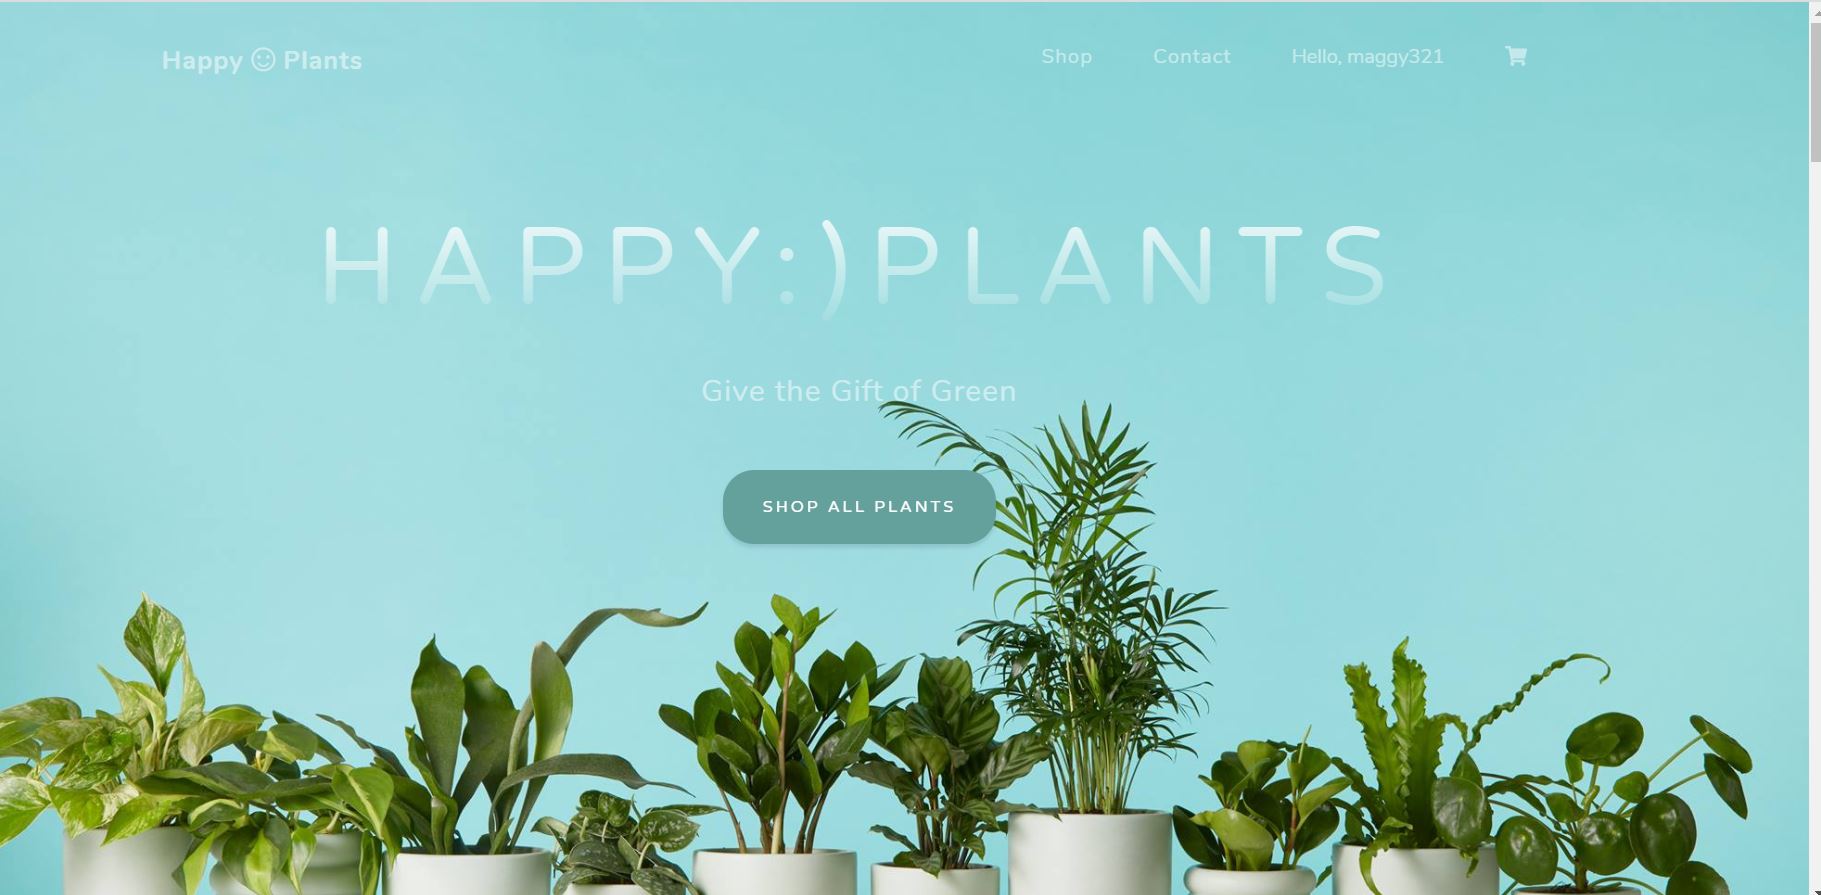 Happy Plants
Shop
Contact
Hello, maggy321
HAPPY:)PLANTS
Give the Gift of Green
SHOP ALL PLANTS